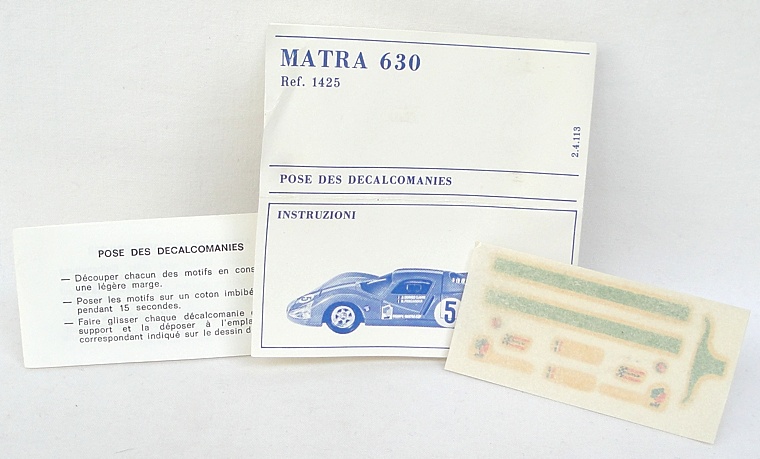 MATRA 630
Ref. 1425
2.4.113
POSE DES DECALCOMANIES
INSTRUZIONI
5
POSE DES DECALCOMANIES
— Découper chacun des motifs en
une légère marge.
— Poser les motifs sur un coton
pendant 15 secondes.
— Faire glisser chaque décalcomanie
support et la déposer à
correspondant indiqué sur le dessin